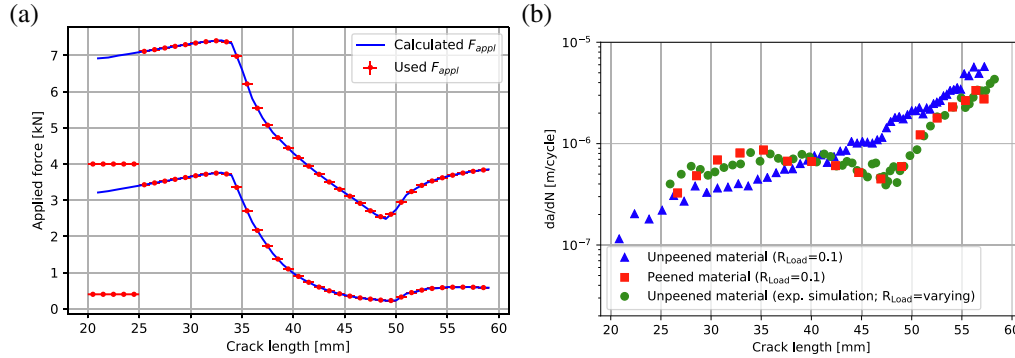 (a)
Applied force [kN]
7
6
5
4
3
2
1
0
Calculated F_appl
Used F_appl
20 25 30 35 40 45 50 55 60
Crack length [mm]
(b)
da/dN [m/cycle]
10⁻⁵
10⁻⁶
10⁻⁷
Unpeened material (R_Load=0.1)
Peened material (R_Load=0.1)
Unpeened material (exp. simulation; R_Load=varying)
20 25 30 35 40 45 50 55 60
Crack length [mm]